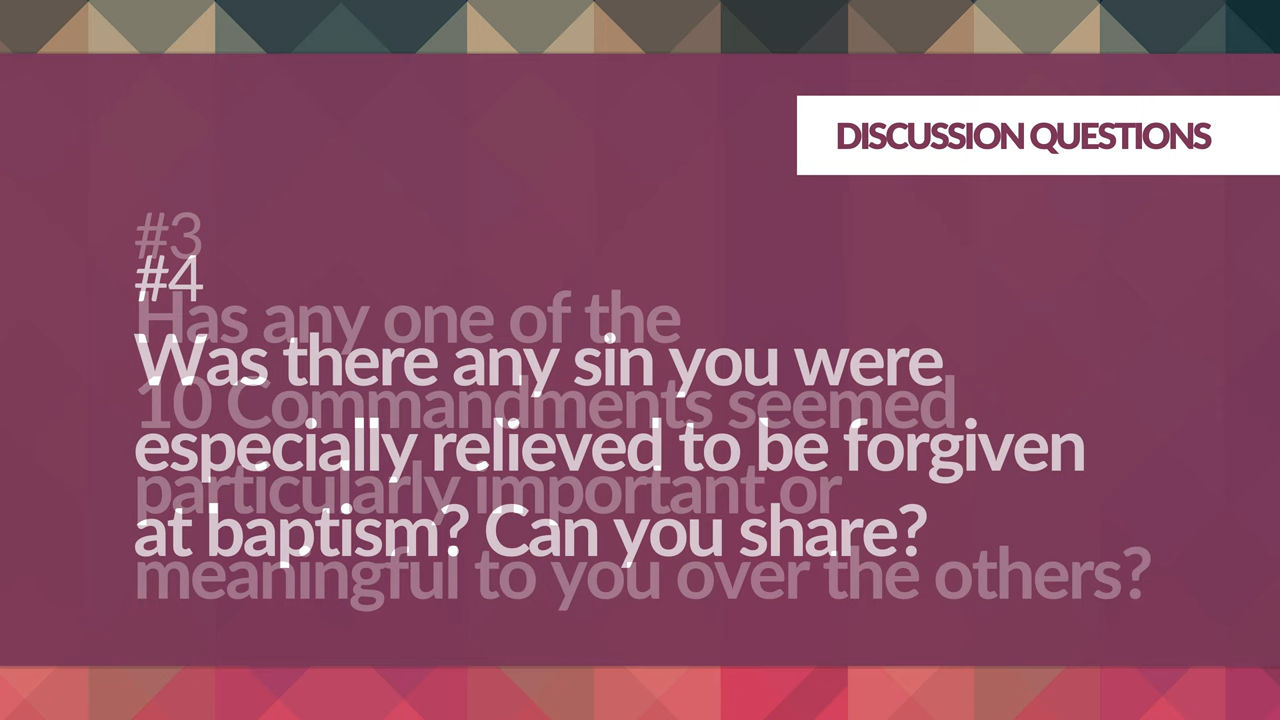 DISCUSSION QUESTIONS
#3
Has any one of the
10 Commandments seemed
particularly important or
meaningful to you over the others?
#4
Was there any sin you were
especially relieved to be forgiven
at baptism? Can you share?